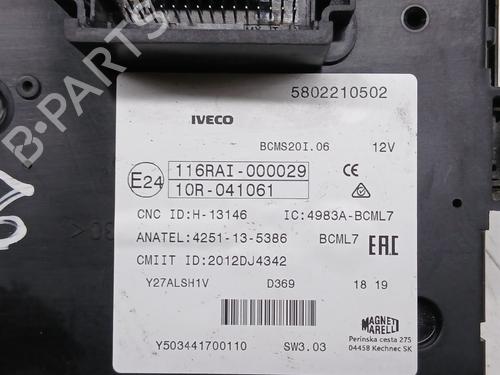 5802210502
IVECO
BCMS20I.06 12V
E24 116RAI-000029 CE
10R-041061
CNC ID:H-13146 IC:4983A-BCML7
ANATEL:4251-13-5386 BCML7 EAC
CMIIT ID:2012DJ4342
Y27ALSH1V D369 18 19
MAGNETI MARELLI
Perinska cesta 275
04458 Kechnec SK
Y503441700110 SW3.03